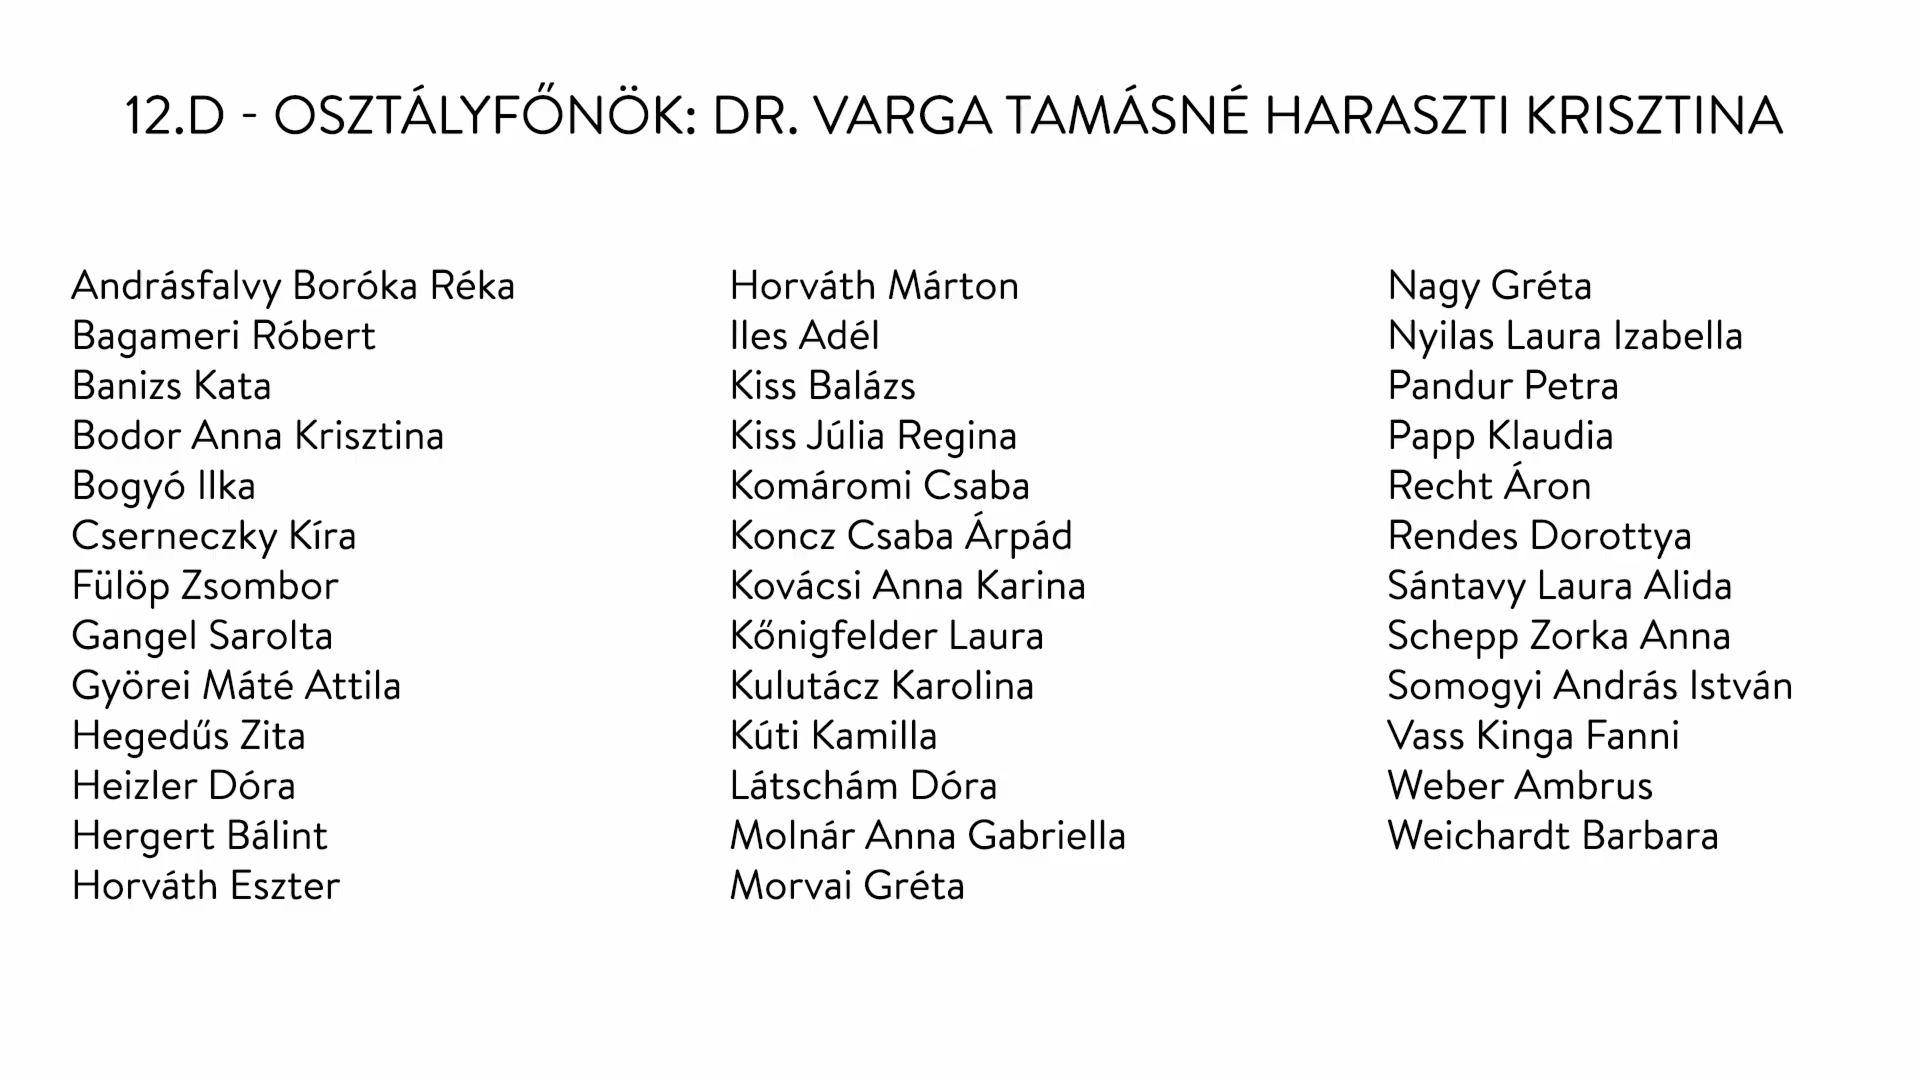 12.D - OSZTÁLYFŐNÖK: DR. VARGA TAMÁSNÉ HARASZTI KRISZTINA
Andrásfalvy Boróka Réka
Bagameri Róbert
Banizs Kata
Bodor Anna Krisztina
Bogyó Ilka
Cserneczky Kíra
Fülöp Zsombor
Gangel Sarolta
Györei Máté Attila
Hegedűs Zita
Heizler Dóra
Hergert Bálint
Horváth Eszter
Horváth Márton
Iles Adél
Kiss Balázs
Kiss Júlia Regina
Komáromi Csaba
Koncz Csaba Árpád
Kovácsi Anna Karina
Kőnigfelder Laura
Kulutácz Karolina
Kúti Kamilla
Látschám Dóra
Molnár Anna Gabriella
Morvai Gréta
Nagy Gréta
Nyilas Laura Izabella
Pandur Petra
Papp Klaudia
Recht Áron
Rendes Dorottya
Sántavy Laura Alida
Schepp Zorka Anna
Somogyi András István
Vass Kinga Fanni
Weber Ambrus
Weichardt Barbara